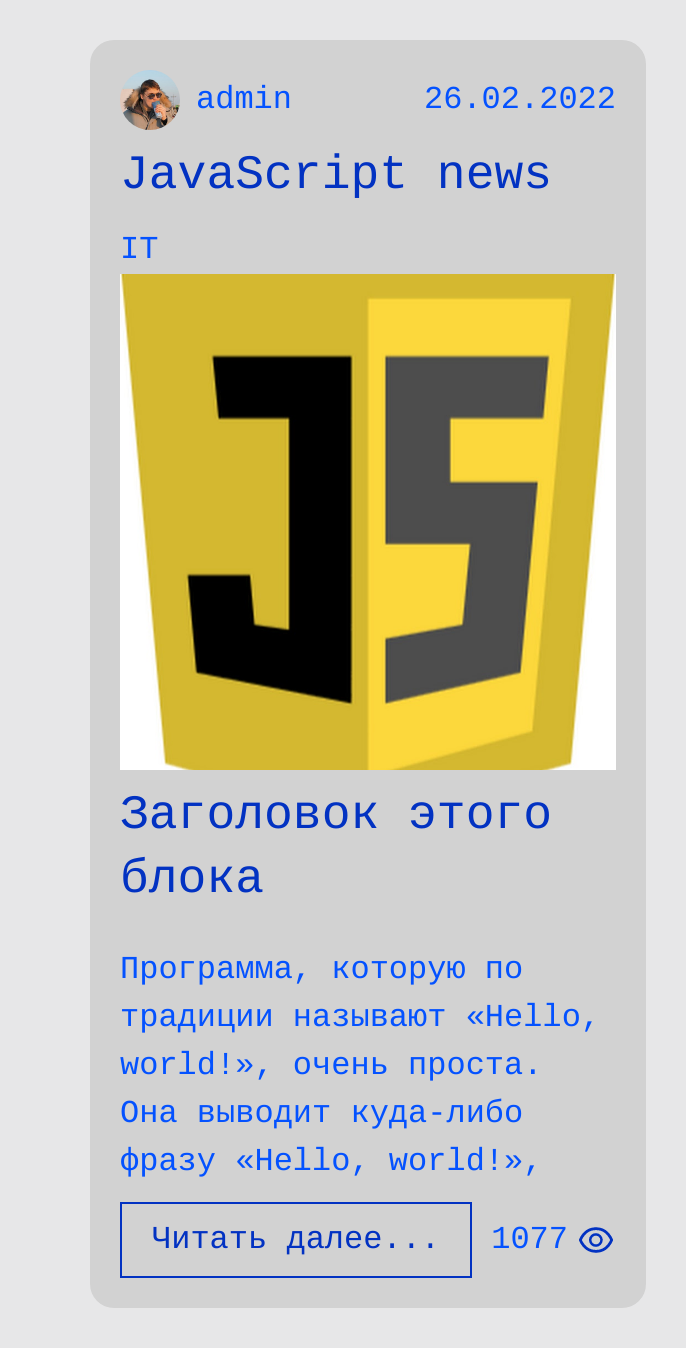 admin 26.02.2022
JavaScript news
IT
JS
Заголовок этого
блока
Программа, которую по
традиции называют «Hello,
world!», очень проста.
Она выводит куда-либо
фразу «Hello, world!»,
Читать далее... 1077